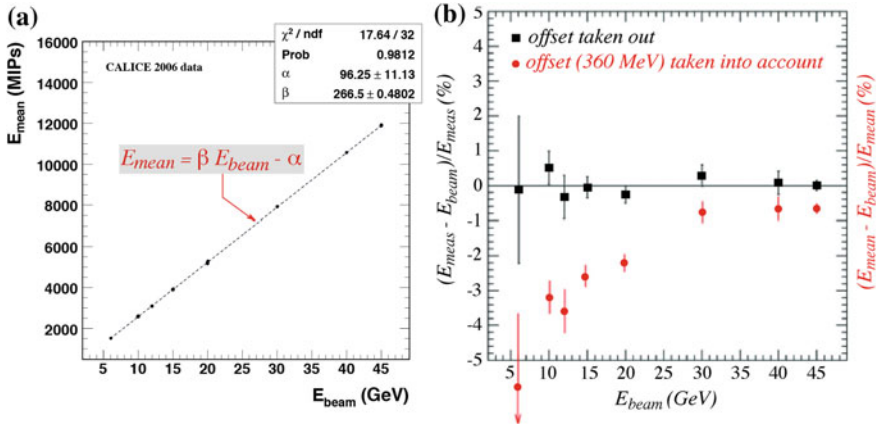 (a)
χ² / ndf 17.64 / 32
Prob 0.9812
α 96.25 ± 11.13
β 266.5 ± 0.4802
CALICE 2006 data
E_mean (MIPs)
16000
14000
12000
10000
8000
6000
4000
2000
E_mean = β E_beam - α
5 10 15 20 25 30 35 40 45
E_beam (GeV)
(b)
offset taken out
offset (360 MeV) taken into account
(E_meas - E_beam)/E_meas (%)
5
4
3
2
1
0
-1
-2
-3
-4
-5
5 10 15 20 25 30 35 40 45
E_beam (GeV)
(E_mean - E_beam)/E_mean (%)